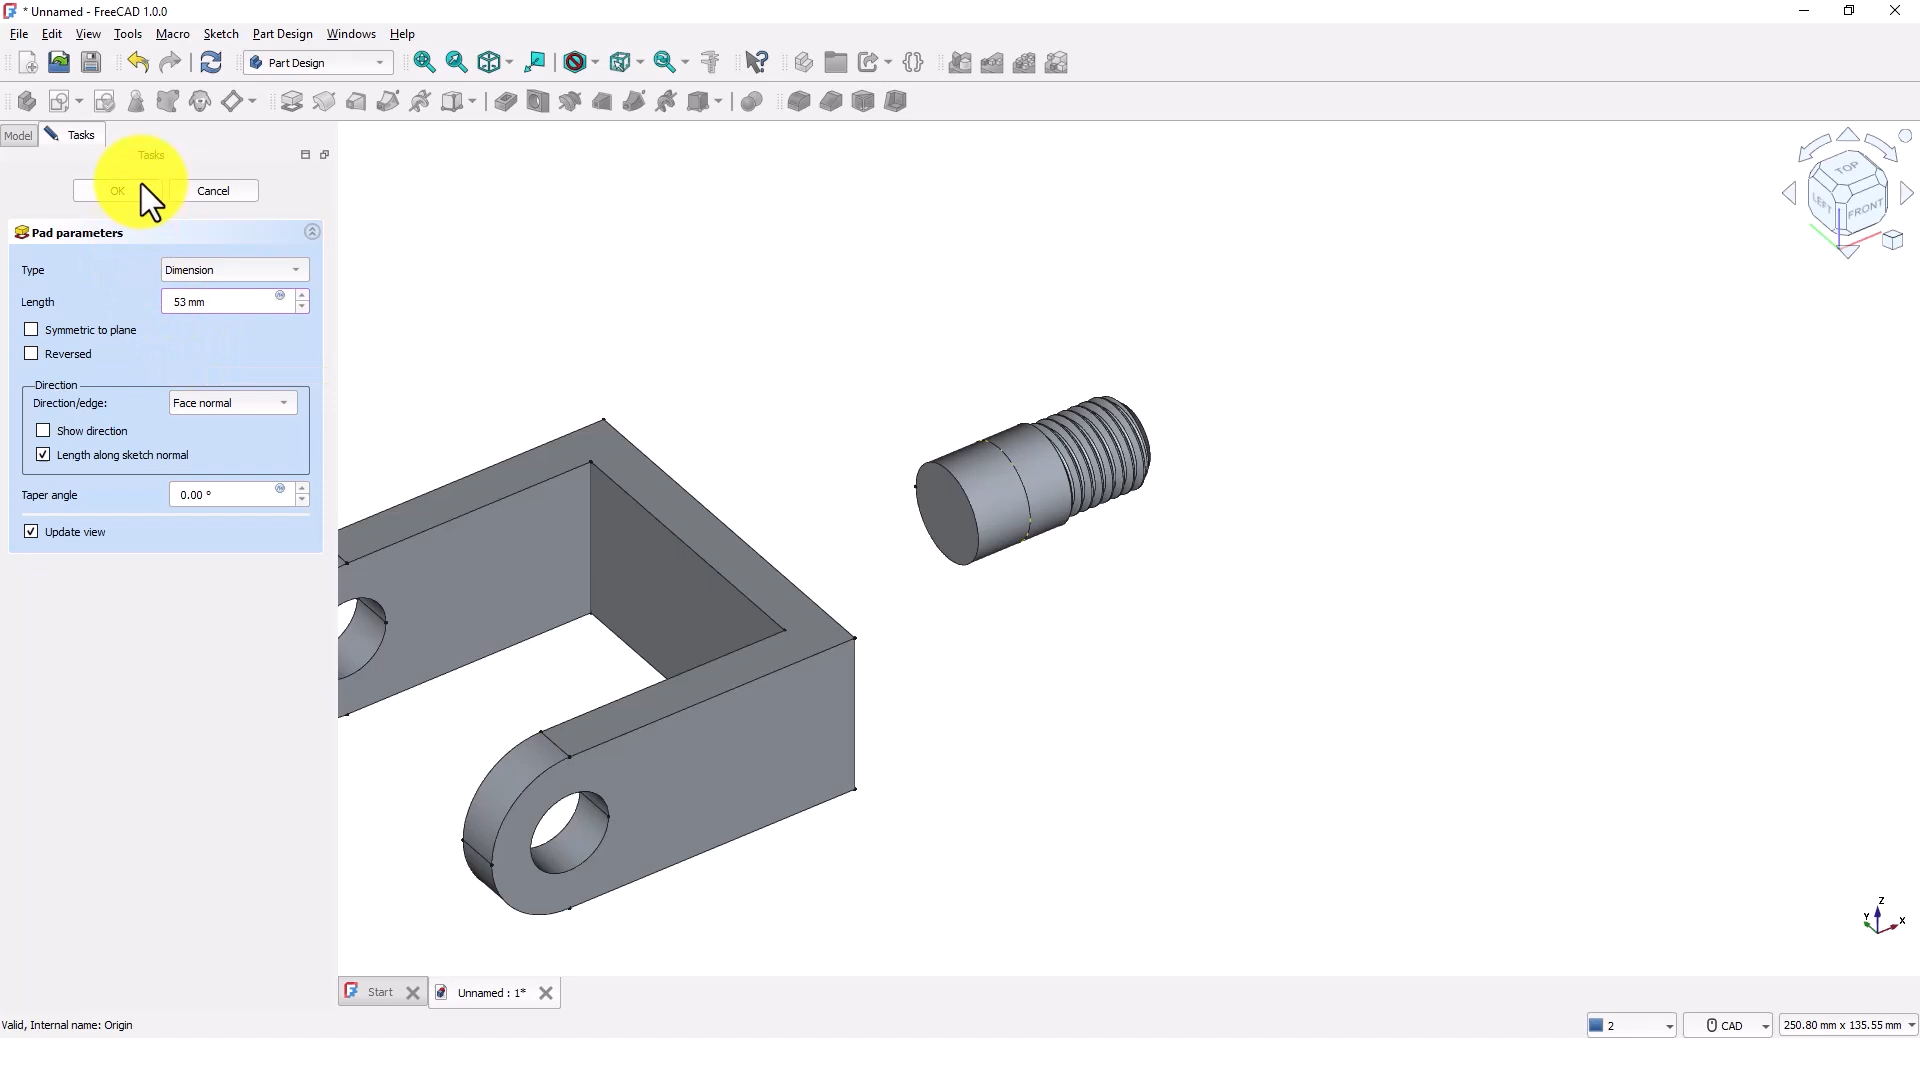 * Unnamed - FreeCAD 1.0.0
File Edit View Tools Macro Sketch Part Design Windows Help
Part Design
Model Tasks
Tasks
OK Cancel
Pad parameters
Type Dimension
Length 53 mm
Symmetric to plane
Reversed
Direction
Direction/edge: Face normal
Show direction
Length along sketch normal
Taper angle 0.00 °
Update view
TOP
LEFT FRONT
Z
Y X
Start Unnamed : 1*
Valid, Internal name: Origin
2 CAD 250.80 mm x 135.55 mm